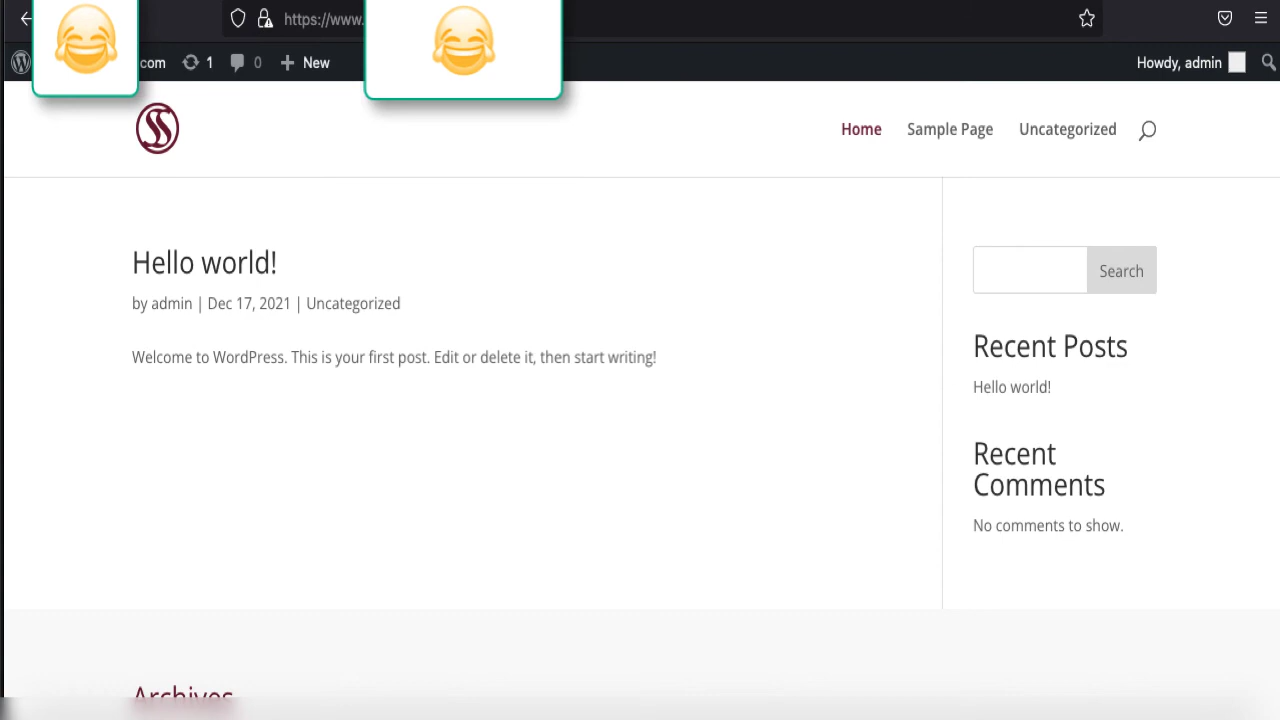 https://www.
com 1 0 New Howdy, admin
Home Sample Page Uncategorized
Hello world!
by admin | Dec 17, 2021 | Uncategorized
Welcome to WordPress. This is your first post. Edit or delete it, then start writing!
Search
Recent Posts
Hello world!
Recent
Comments
No comments to show.
Archives